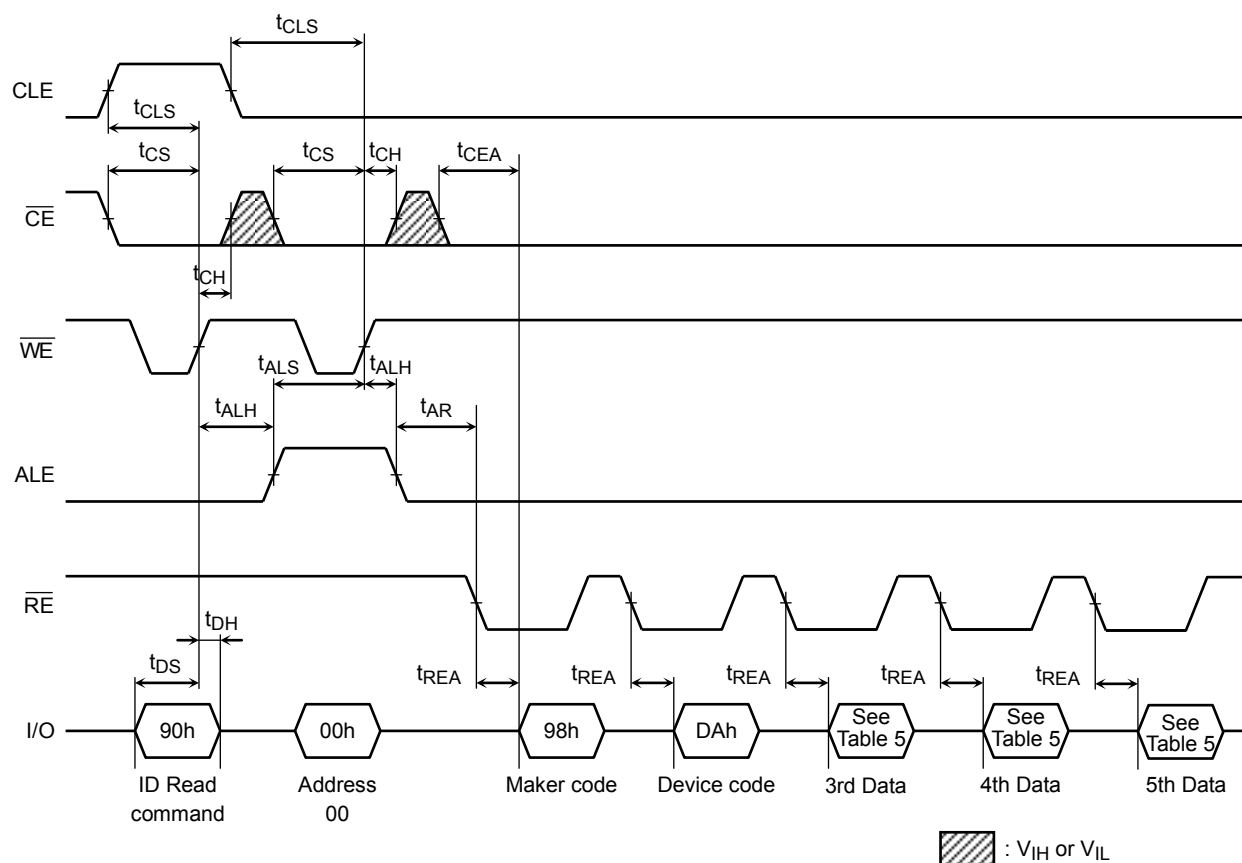 tCLS
CLE
tCLS
tCS
tCS
tCH
tCEA
CE
tCH
WE
tALS
tALH
tALH
tAR
ALE
RE
tDH
tDS
tREA
tREA
tREA
tREA
tREA
I/O
90h
00h
98h
DAh
See
Table 5
See
Table 5
See
Table 5
ID Read
command
Address
00
Maker code
Device code
3rd Data
4th Data
5th Data
: VIH or VIL